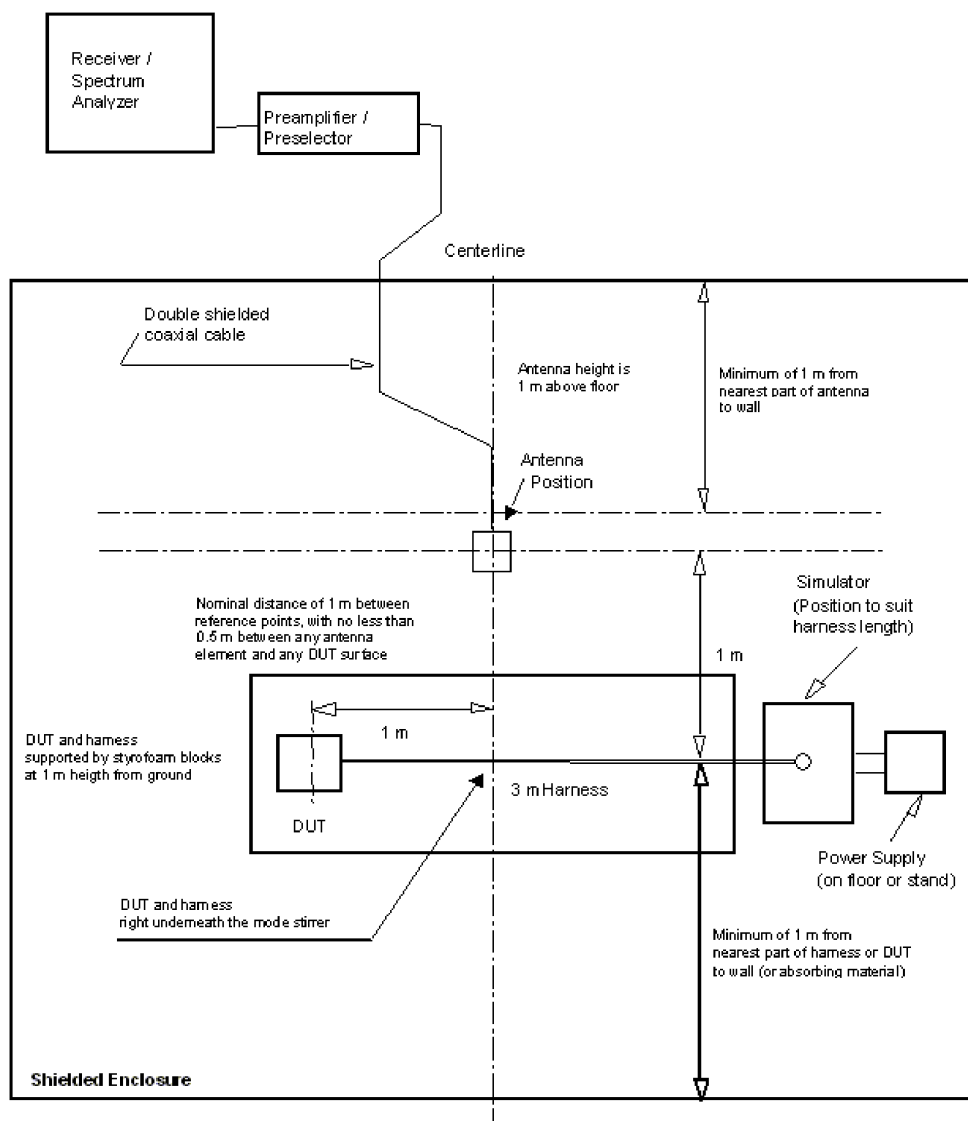 Receiver /
Spectrum
Analyzer
Preamplifier /
Preselector
Centerline
Double shielded
coaxial cable
Antenna height is
1 m above floor
Minimum of 1 m from
nearest part of antenna
to wall
Antenna
Position
Simulator
(Position to suit
harness length)
Nominal distance of 1 m between
reference points, with no less than
0.5 m between any antenna
element and any DUT surface
1 m
1 m
DUT and harness
supported by styrofoam blocks
at 1 m heigth from ground
3 m Harness
DUT
Power Supply
(on floor or stand)
DUT and harness
right underneath the mode stirrer
Minimum of 1 m from
nearest part of harness or DUT
to wall (or absorbing material)
Shielded Enclosure